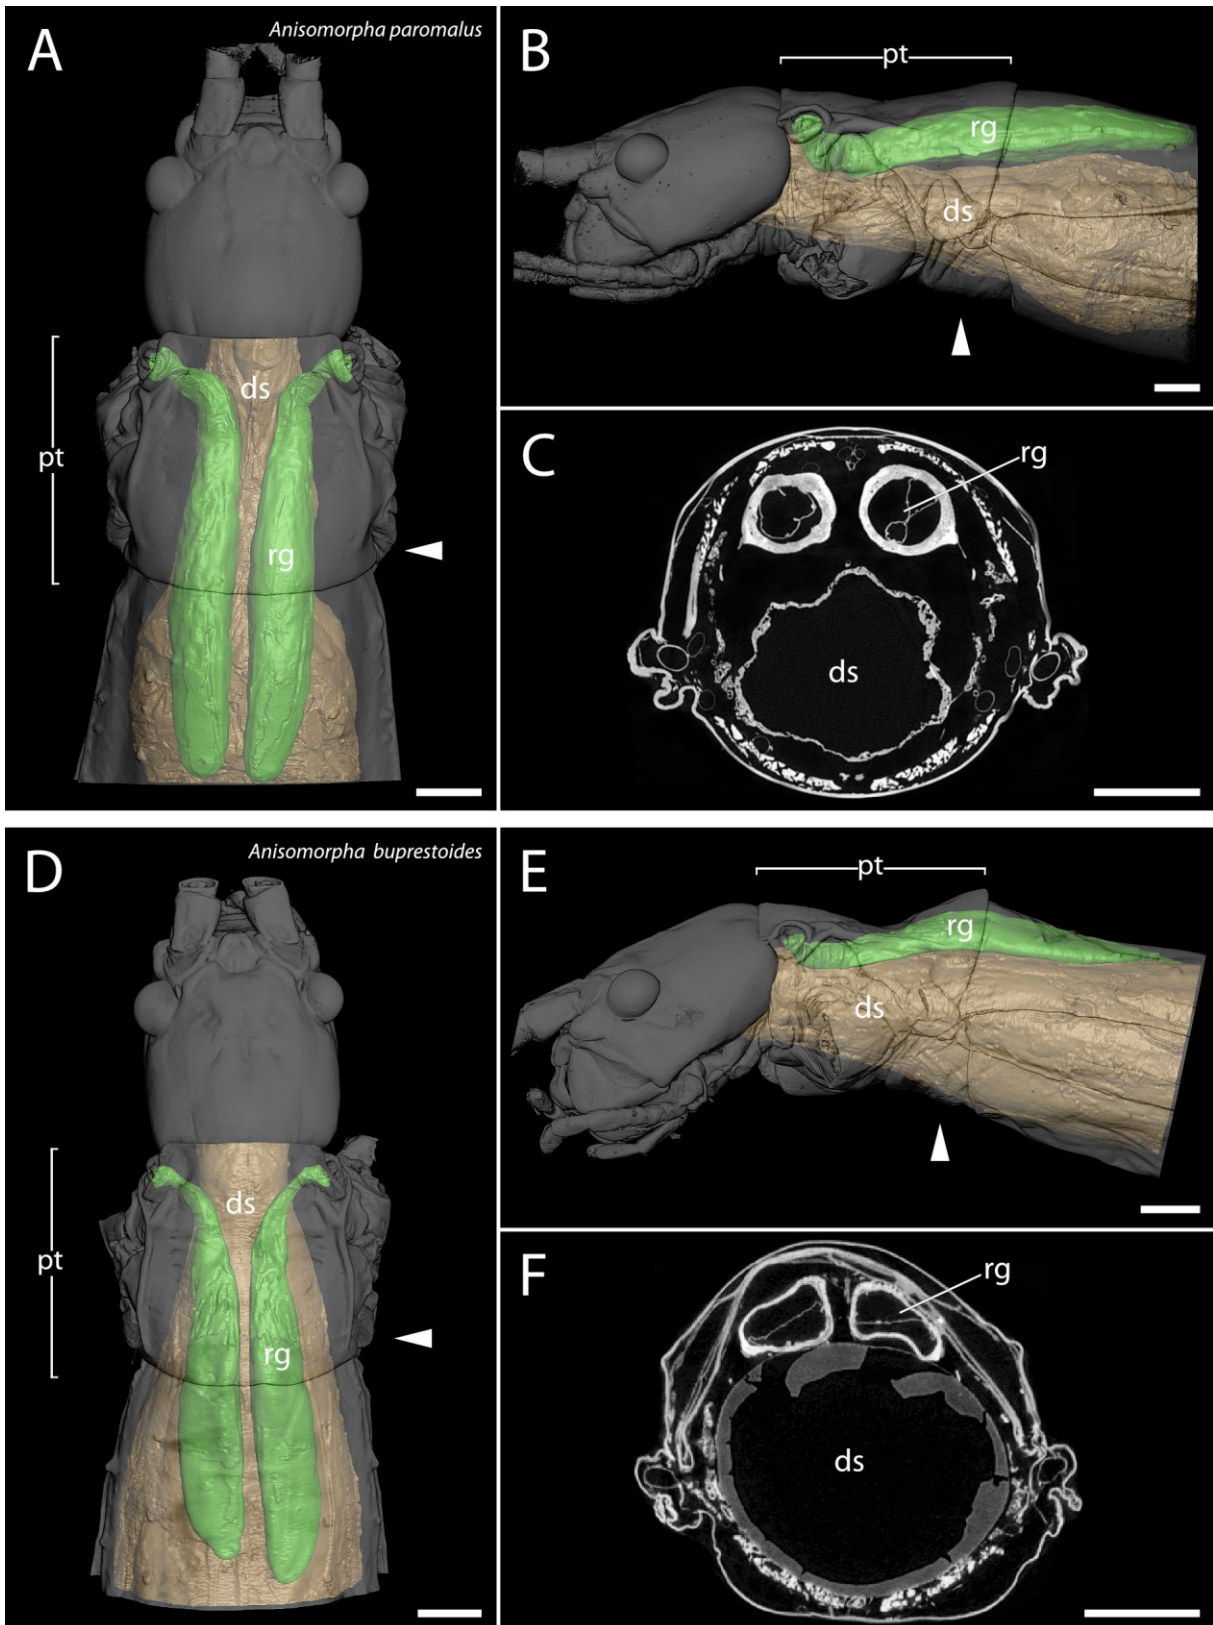 A
Anisomorpha paromalus
pt
ds
rg
B
pt
rg
ds
C
rg
ds
D
Anisomorpha buprestoides
pt
ds
rg
E
pt
rg
ds
F
rg
ds